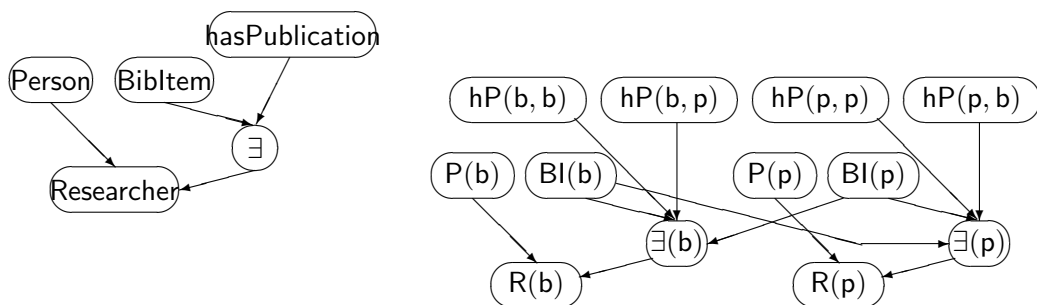 hasPublication
Person BibItem
∃
Researcher
hP(b, b) hP(b, p) hP(p, p) hP(p, b)
P(b) BI(b) P(p) BI(p)
∃(b) ∃(p)
R(b) R(p)